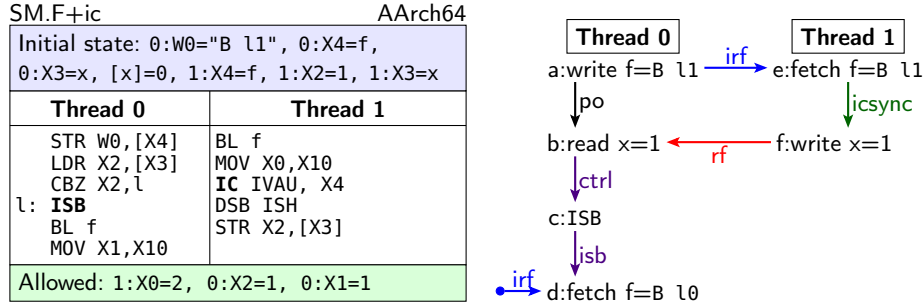 SM.F+ic AArch64
Initial state: 0:W0="B l1", 0:X4=f,
0:X3=x, [x]=0, 1:X4=f, 1:X2=1, 1:X3=x
Thread 0 Thread 1
STR W0,[X4] BL f
LDR X2,[X3] MOV X0,X10
CBZ X2,l IC IVAU, X4
l: ISB DSB ISH
BL f STR X2,[X3]
MOV X1,X10
Allowed: 1:X0=2, 0:X2=1, 0:X1=1
Thread 0 Thread 1
a:write f=B l1 irf e:fetch f=B l1
po icsync
b:read x=1 rf f:write x=1
ctrl
c:ISB
isb
irf d:fetch f=B l0